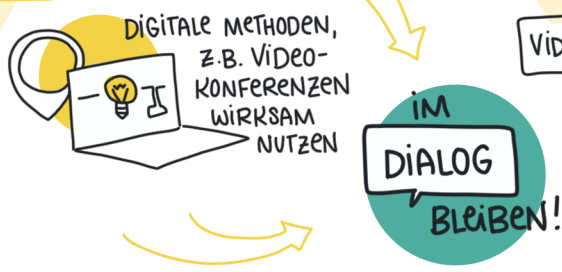 DIGITALE METHODEN,
Z.B. VIDEO-
KONFERENZEN
WIRKSAM
NUTZEN
IM
DIALOG
BLEIBEN!